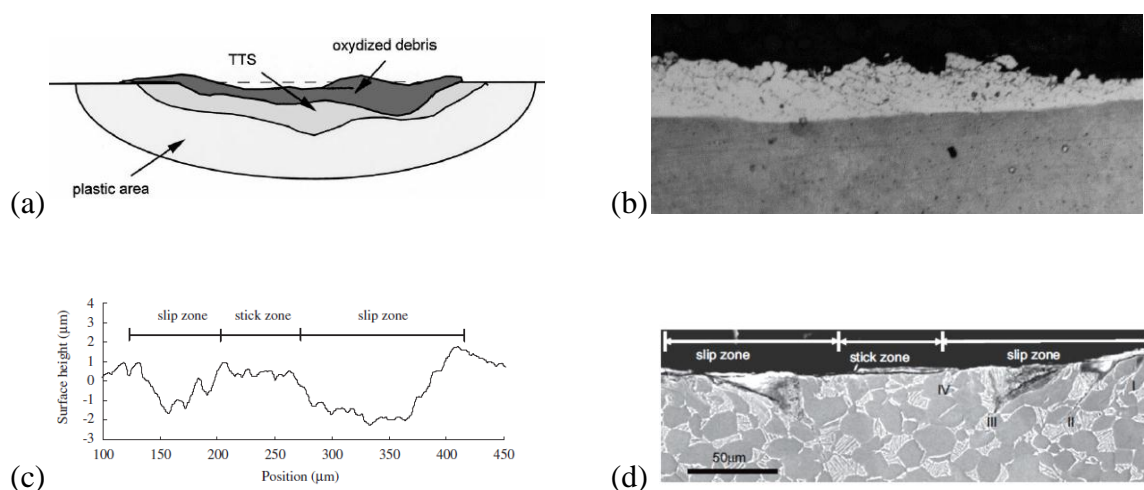 oxydized debris
TTS
plastic area
(a)
(b)
4
3
2
1
0
-1
-2
-3
Surface height (μm)
slip zone
stick zone
slip zone
100
150
200
250
300
350
400
450
Position (μm)
(c)
slip zone
stick zone
slip zone
IV
III
II
I
50μm
(d)